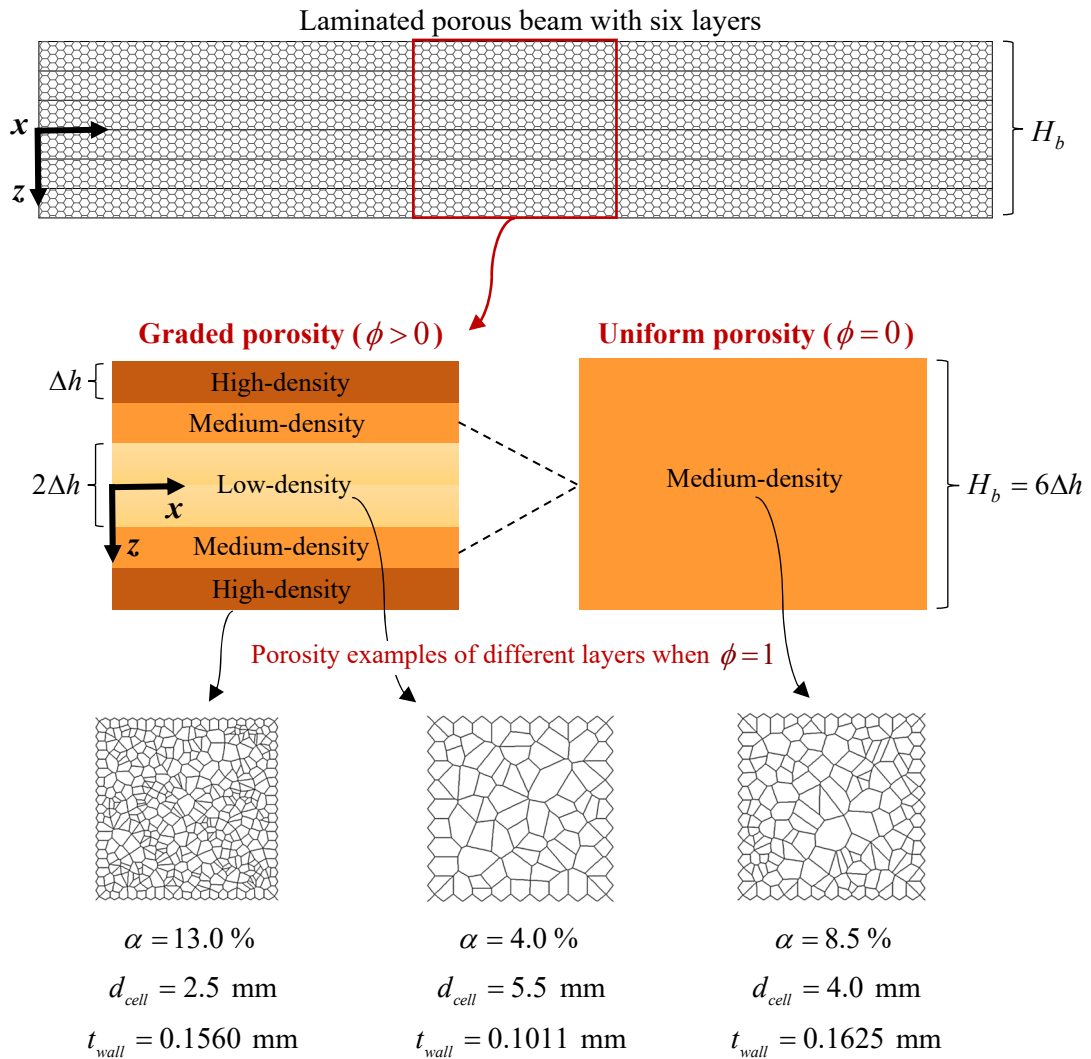 Laminated porous beam with six layers
x
z
H_b
Graded porosity (ϕ > 0)
Uniform porosity (ϕ = 0)
Δh
High-density
Medium-density
2Δh
Low-density
x
z
Medium-density
High-density
Medium-density
H_b = 6Δh
Porosity examples of different layers when ϕ = 1
α = 13.0 %
d_cell = 2.5 mm
t_wall = 0.1560 mm
α = 4.0 %
d_cell = 5.5 mm
t_wall = 0.1011 mm
α = 8.5 %
d_cell = 4.0 mm
t_wall = 0.1625 mm